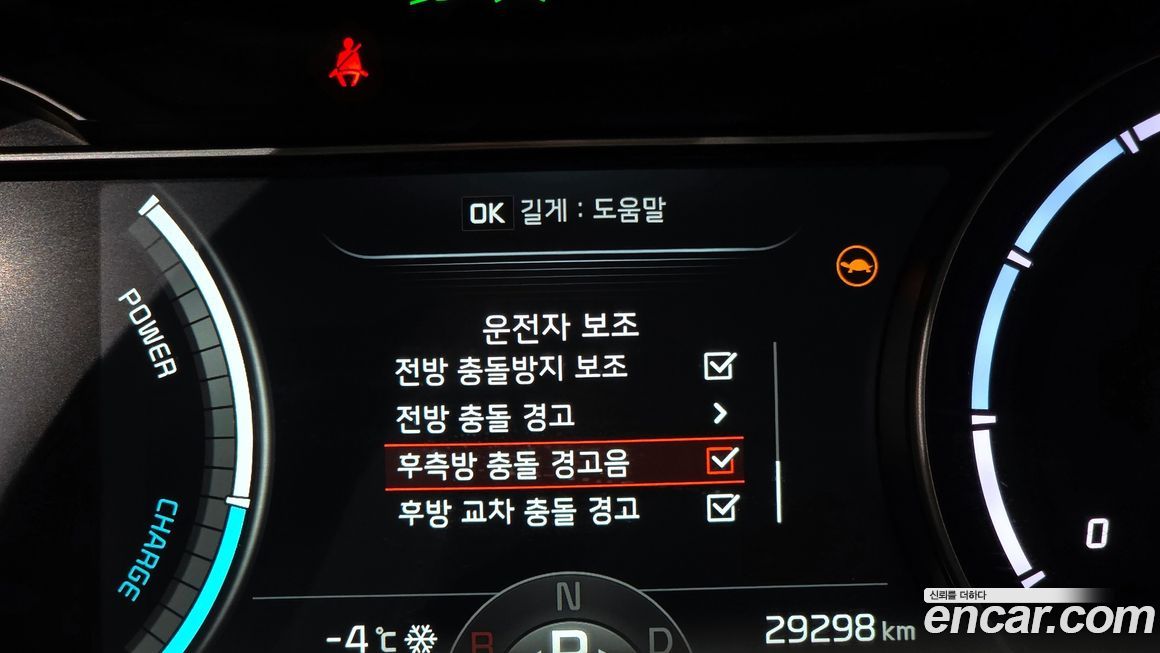 OK 길게 : 도움말
운전자 보조
전방 충돌방지 보조
전방 충돌 경고
후측방 충돌 경고음
후방 교차 충돌 경고
POWER
CHARGE
0
N
R P D
-4℃
29298 km
신뢰를 더하다
encar.com